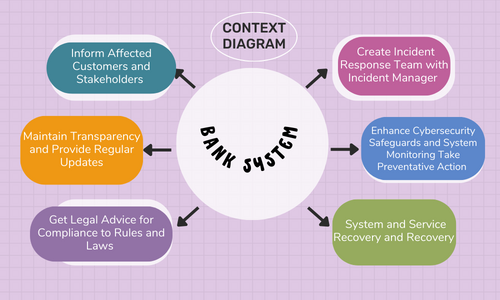 CONTEXT
DIAGRAM
Inform Affected
Customers and
Stakeholders
Create Incident
Response Team with
Incident Manager
Maintain Transparency
and Provide Regular
Updates
BANK SYSTEM
Enhance Cybersecurity
Safeguards and System
Monitoring Take
Preventative Action
Get Legal Advice for
Compliance to Rules and
Laws
System and Service
Recovery and Recovery